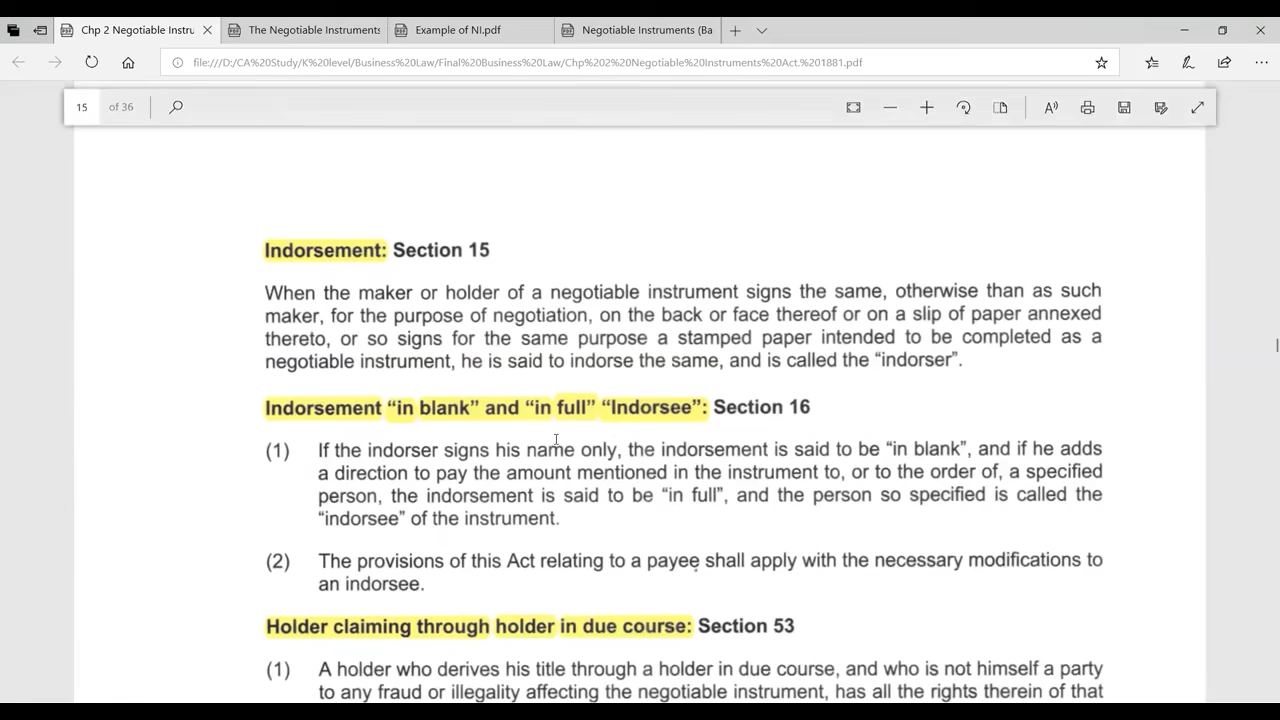 Chp 2 Negotiable Instru
The Negotiable Instruments
Example of NI.pdf
Negotiable Instruments (Ba
file:///D:/CA%20Study/K%20level/Business%20Law/Final%20Business%20Law/Chp%202%20Negotiable%20Instruments%20Act.%201881.pdf
15 of 36
Indorsement: Section 15
When the maker or holder of a negotiable instrument signs the same, otherwise than as such
maker, for the purpose of negotiation, on the back or face thereof or on a slip of paper annexed
thereto, or so signs for the same purpose a stamped paper intended to be completed as a
negotiable instrument, he is said to indorse the same, and is called the “indorser”.
Indorsement “in blank” and “in full” “Indorsee”: Section 16
(1) If the indorser signs his name only, the indorsement is said to be “in blank”, and if he adds
a direction to pay the amount mentioned in the instrument to, or to the order of, a specified
person, the indorsement is said to be “in full”, and the person so specified is called the
“indorsee” of the instrument.
(2) The provisions of this Act relating to a payee shall apply with the necessary modifications to
an indorsee.
Holder claiming through holder in due course: Section 53
(1) A holder who derives his title through a holder in due course, and who is not himself a party
to any fraud or illegality affecting the negotiable instrument, has all the rights therein of that